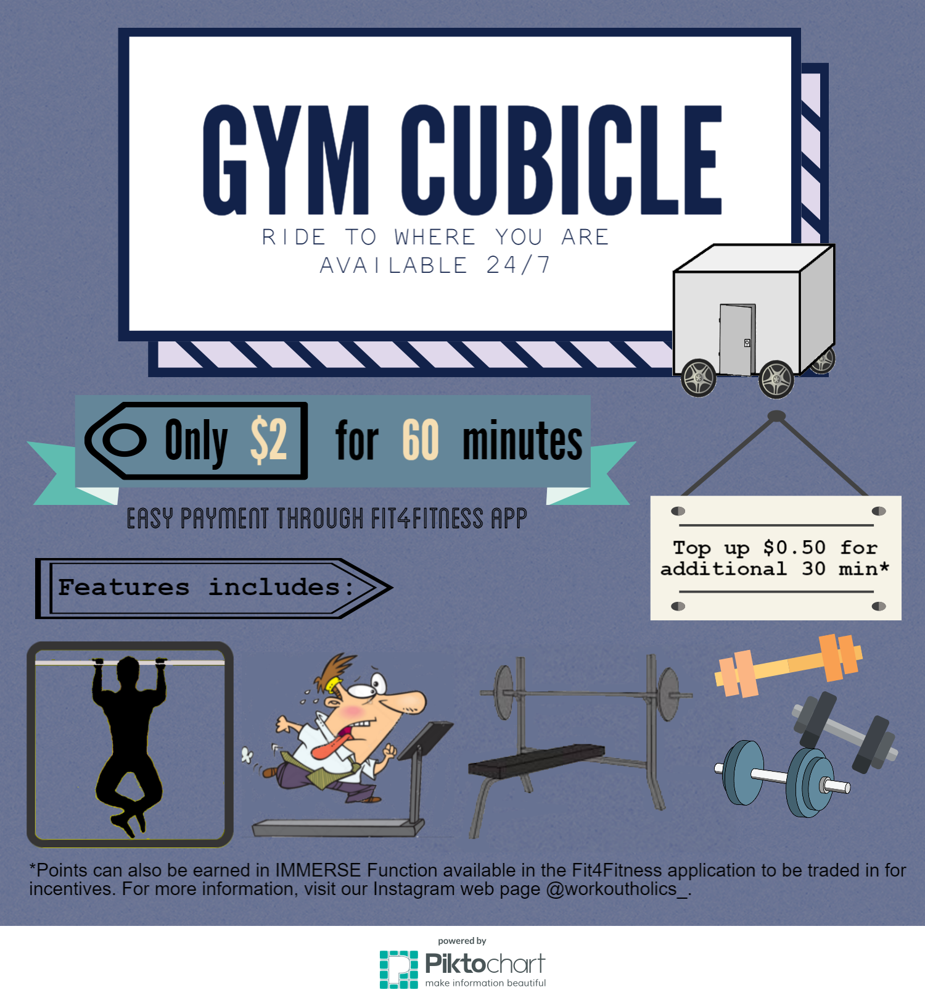 GYM CUBICLE
RIDE TO WHERE YOU ARE
AVAILABLE 24/7
Only $2 for 60 minutes
EASY PAYMENT THROUGH FIT4FITNESS APP
Top up $0.50 for
additional 30 min*
Features includes:
*Points can also be earned in IMMERSE Function available in the Fit4Fitness application to be traded in for
incentives. For more information, visit our Instagram web page @workoutholics_.
powered by
Piktochart
make information beautiful